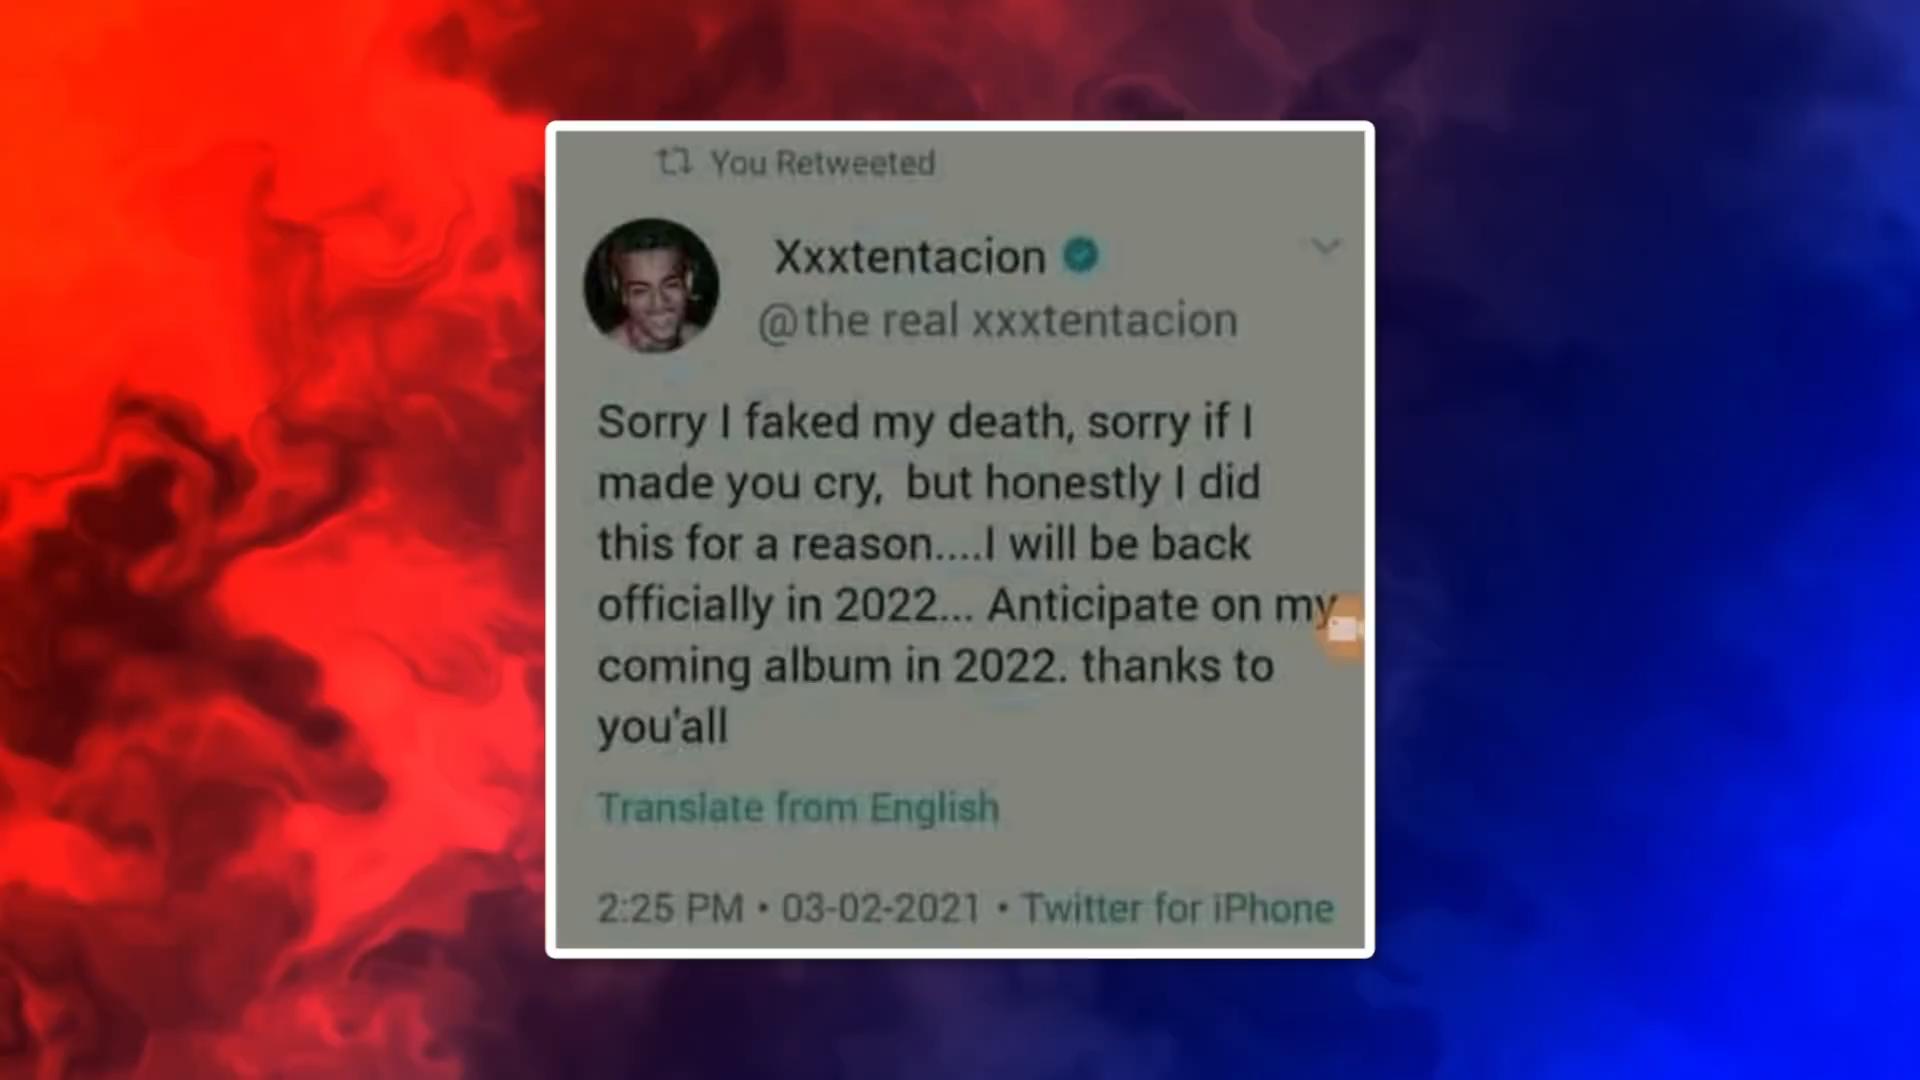 You Retweeted
Xxxtentacion
@the real xxxtentacion
Sorry I faked my death, sorry if I
made you cry, but honestly I did
this for a reason....I will be back
officially in 2022... Anticipate on my
coming album in 2022. thanks to
you'all
Translate from English
2:25 PM • 03-02-2021 • Twitter for iPhone